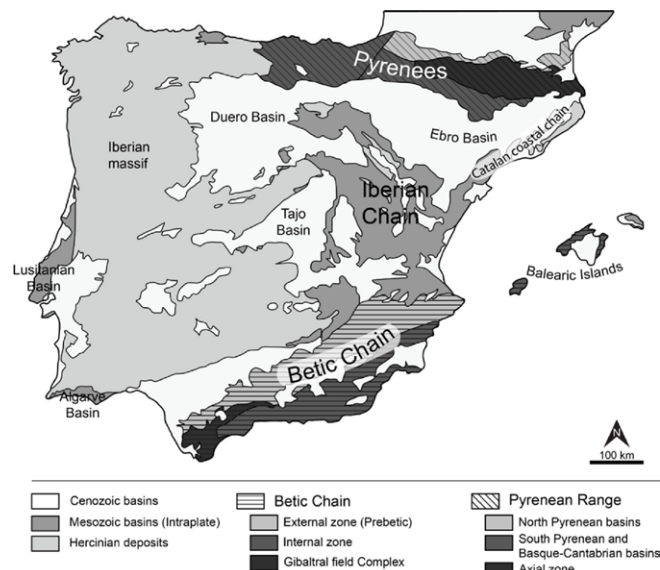 Pyrenees
Duero Basin
Ebro Basin
Catalan coastal chain
Iberian
massif
Iberian
Chain
Tajo
Basin
Lusitanian
Basin
Balearic Islands
Betic Chain
Algarve
Basin
N
100 km
Cenozoic basins
Mesozoic basins (Intraplate)
Hercinian deposits
Betic Chain
External zone (Prebetic)
Internal zone
Gibaltral field Complex
Pyrenean Range
North Pyrenean basins
South Pyrenean and
Basque-Cantabrian basins
Axial zone